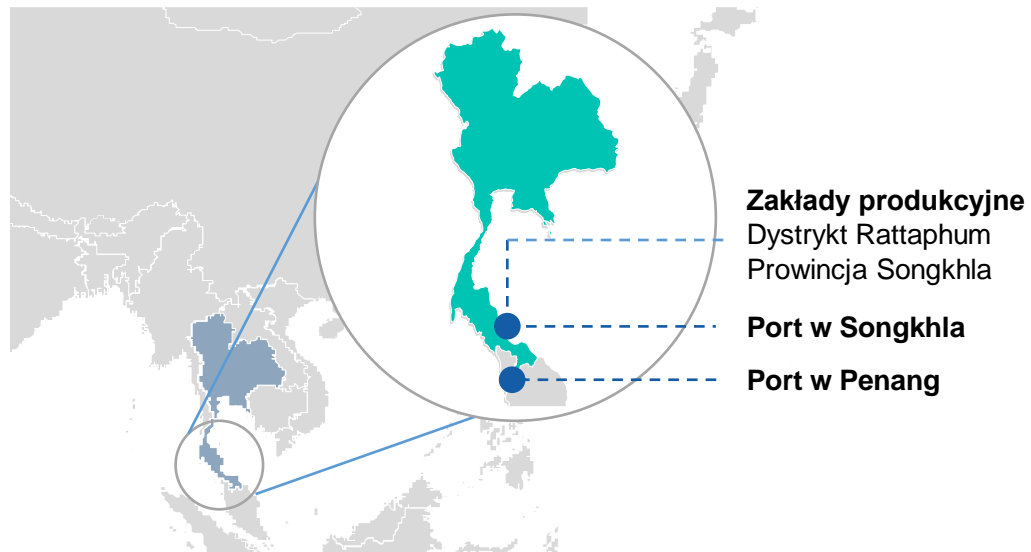 Zakłady produkcyjne
Dystrykt Rattaphum
Prowincja Songkhla
Port w Songkhla
Port w Penang